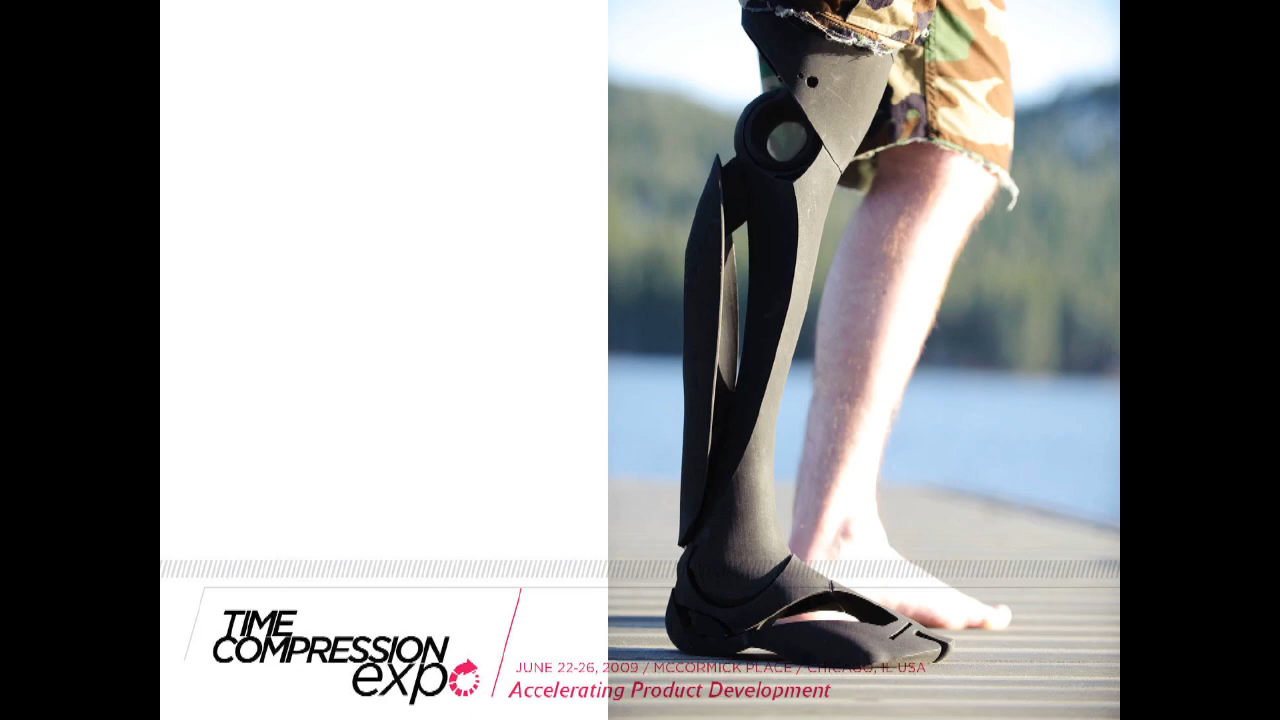 TIME
COMPRESSION
expo
JUNE 22-26, 2009 / MCCORMICK PLACE / CHICAGO, IL USA
Accelerating Product Development